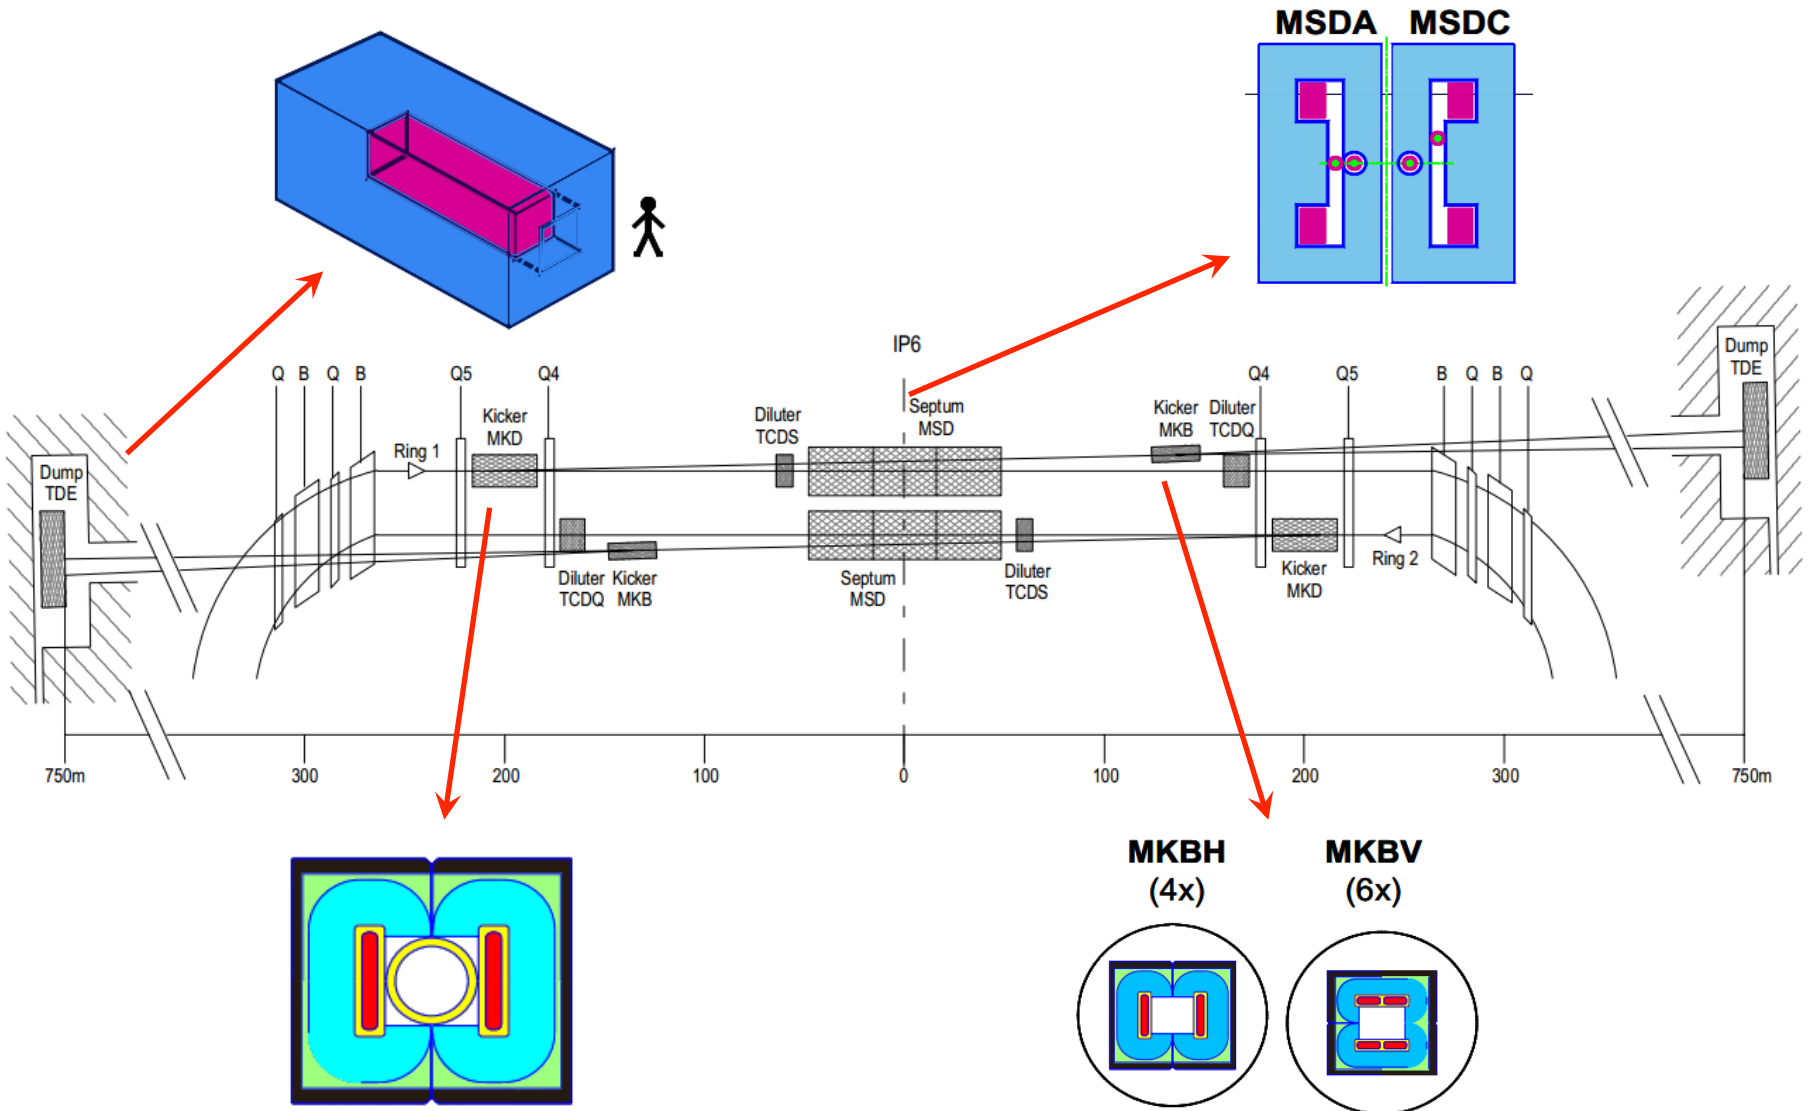 MSDA MSDC
IP6
Q B Q B Q5 Q4
Q4 Q5 B Q B Q
Dump
TDE
Ring 1
Kicker
MKD
Diluter
TCDS
Septum
MSD
Kicker
MKB
Diluter
TCDQ
Dump
TDE
Diluter
TCDQ
Kicker
MKB
Septum
MSD
Diluter
TCDS
Kicker
MKD
Ring 2
750m 300 200 100 0 100 200 300 750m
MKBH MKBV
(4x) (6x)